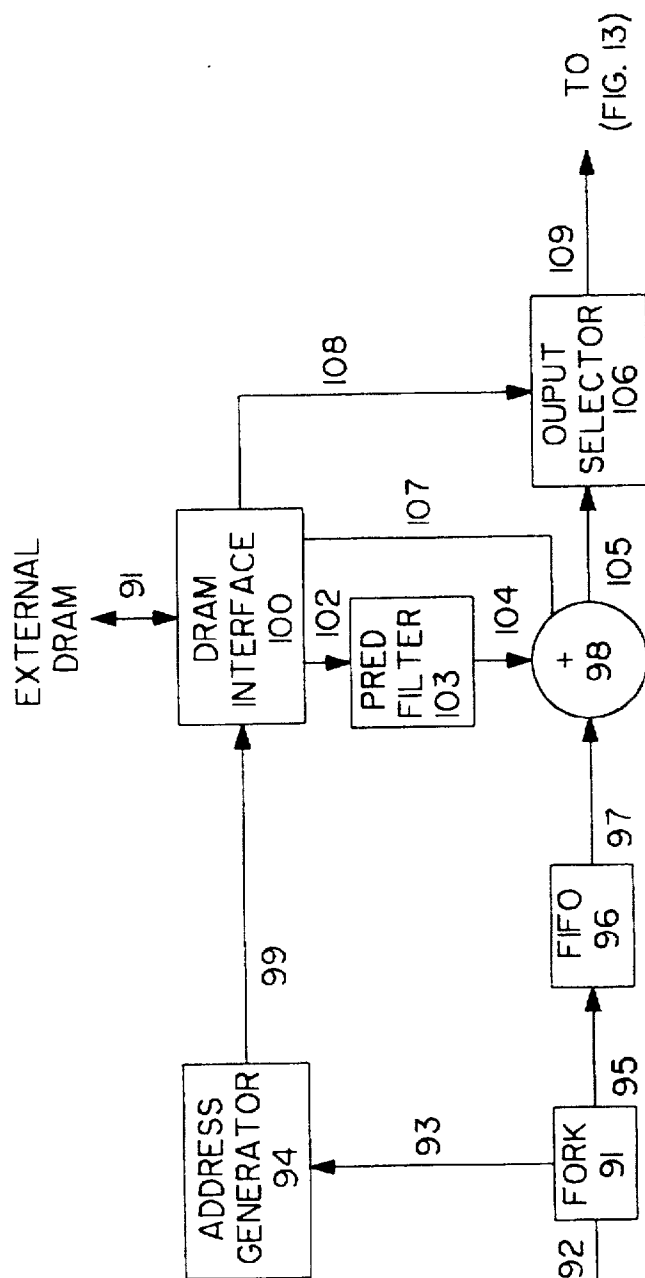 EXTERNAL
DRAM
91
ADDRESS
GENERATOR
94
99
DRAM
INTERFACE
100
108
102
107
PRED
FILTER
103
104
93
92
FORK
91
95
FIFO
96
97
+
98
105
OUPUT
SELECTOR
106
109
TO
(FIG. 13)